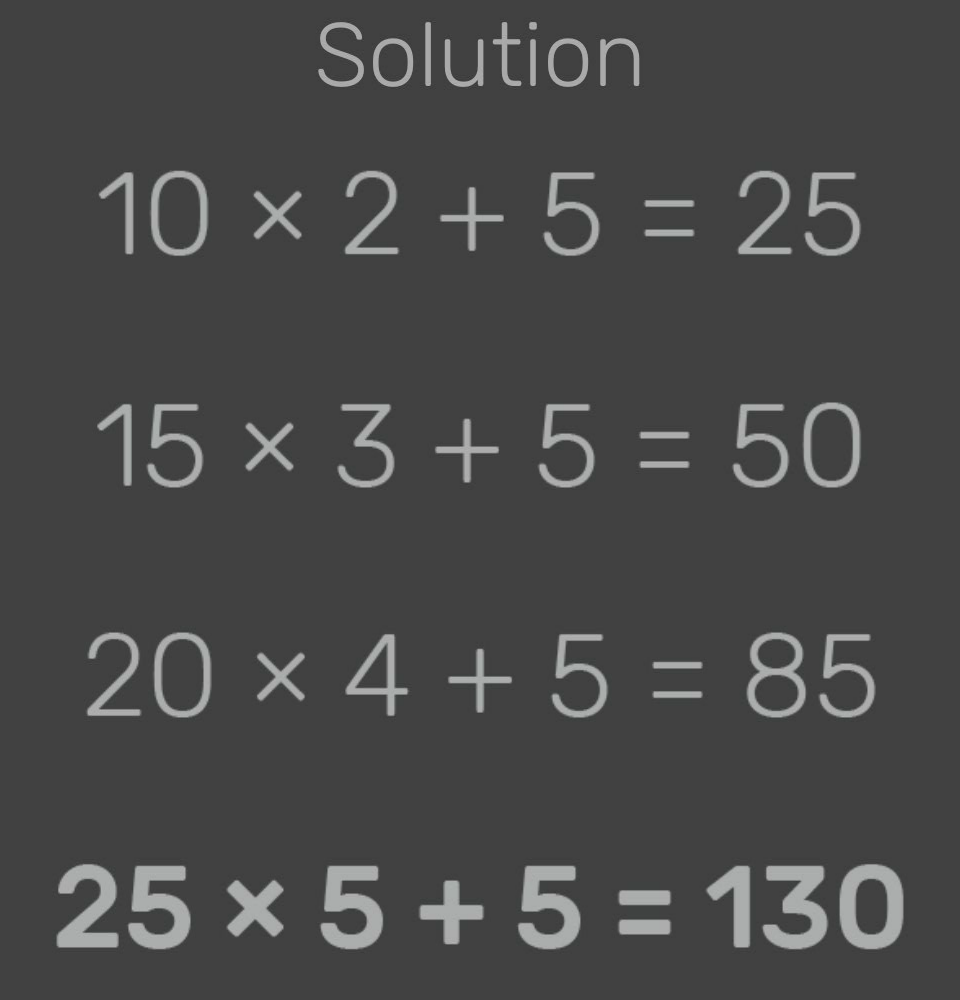 Solution
10 × 2 + 5 = 25
15 × 3 + 5 = 50
20 × 4 + 5 = 85
25 × 5 + 5 = 130